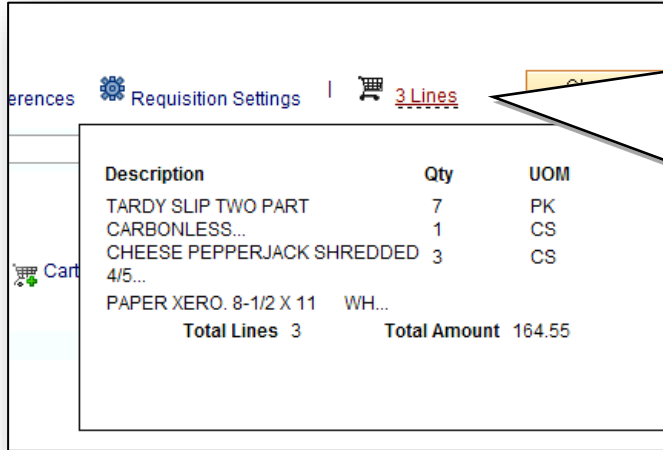 erences Requisition Settings | 3 Lines
Description Qty UOM
TARDY SLIP TWO PART 7 PK
CARBONLESS... 1 CS
CHEESE PEPPERJACK SHREDDED 3 CS
4/5...
Cart
PAPER XERO. 8-1/2 X 11 WH...
Total Lines 3 Total Amount 164.55